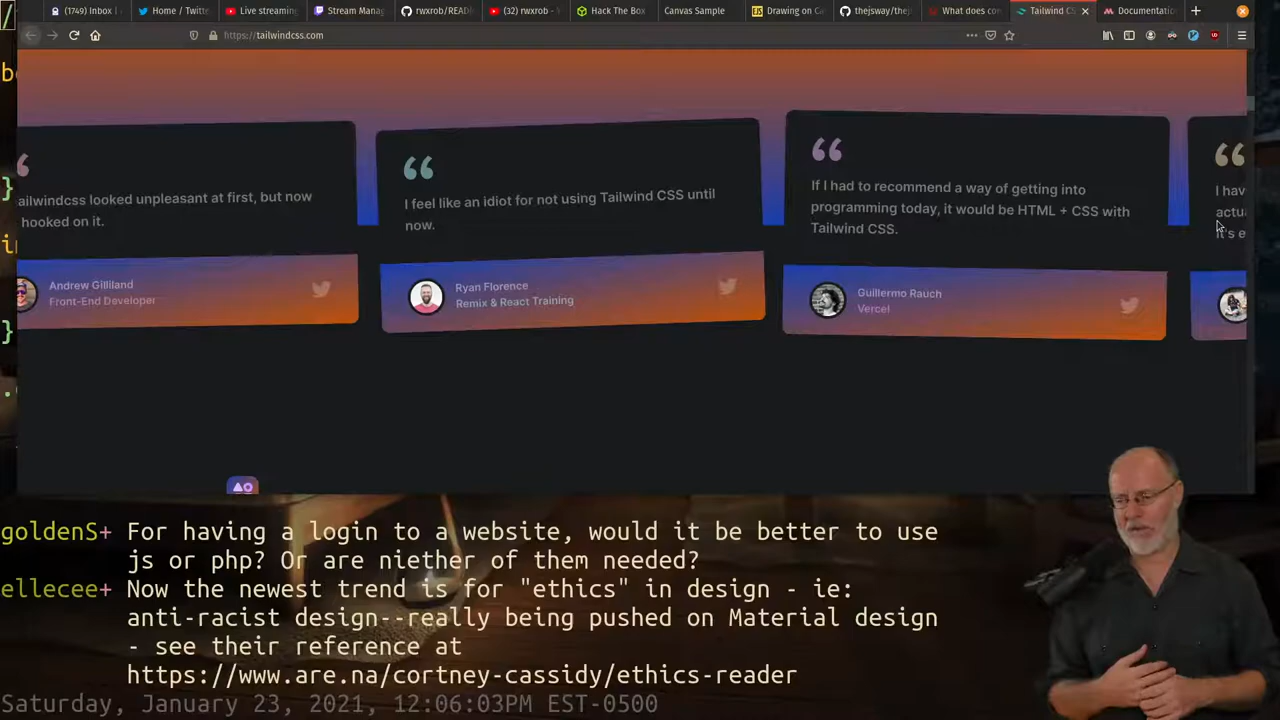 (1749) Inbox |
Home / Twitte
Live streaming
Stream Manag
rwxrob/READ
(32) rwxrob -
Hack The Box
Canvas Sample
Drawing on Ca
thejsway/thej
What does co
Tailwind CS
Documentatio
https://tailwindcss.com
ailwindcss looked unpleasant at first, but now
hooked on it.
Andrew Gilliland
Front-End Developer
I feel like an idiot for not using Tailwind CSS until
now.
Ryan Florence
Remix & React Training
If I had to recommend a way of getting into
programming today, it would be HTML + CSS with
Tailwind CSS.
Guillermo Rauch
Vercel
I hav
actua
It's e
goldenS+ For having a login to a website, would it be better to use
js or php? Or are niether of them needed?
ellecee+ Now the newest trend is for "ethics" in design - ie:
anti-racist design--really being pushed on Material design
- see their reference at
https://www.are.na/cortney-cassidy/ethics-reader
Saturday, January 23, 2021, 12:06:03PM EST-0500